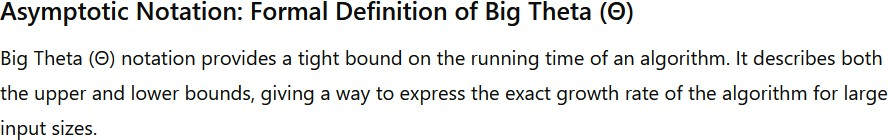 Asymptotic Notation: Formal Definition of Big Theta (Θ)
Big Theta (Θ) notation provides a tight bound on the running time of an algorithm. It describes both
the upper and lower bounds, giving a way to express the exact growth rate of the algorithm for large
input sizes.